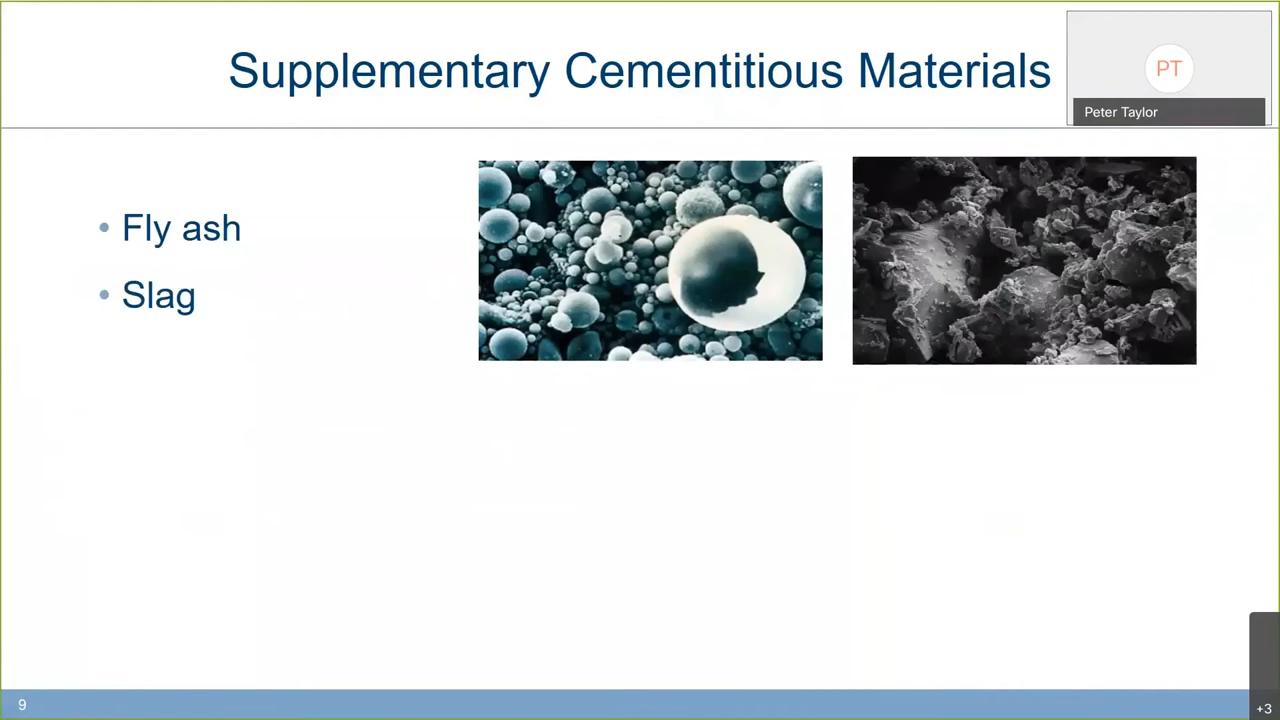 Supplementary Cementitious Materials
PT
Peter Taylor
• Fly ash
• Slag
9
+3